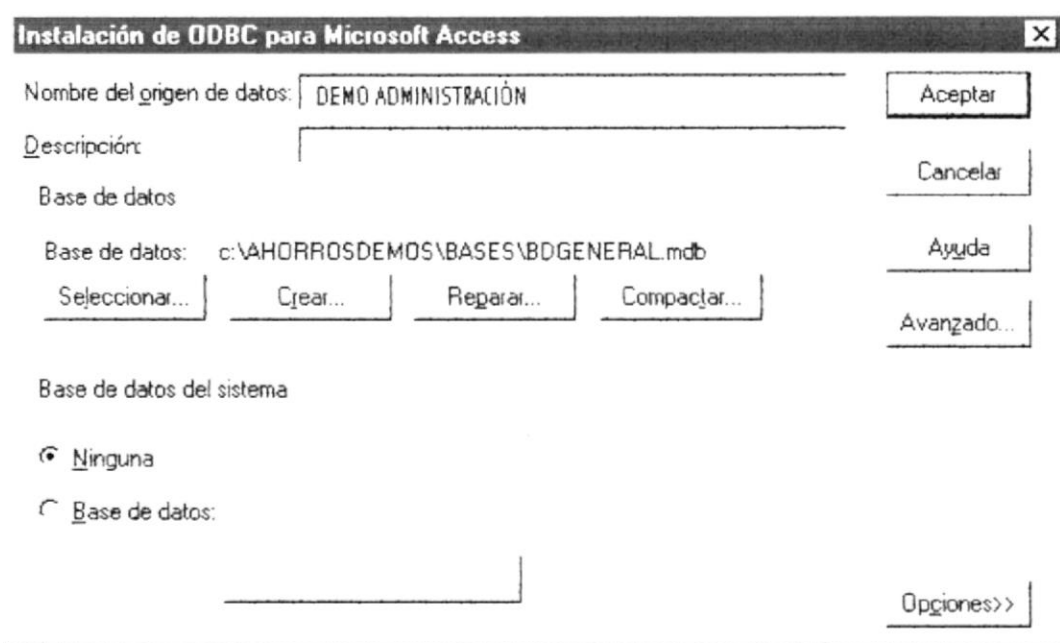 Instalación de ODBC para Microsoft Access
Nombre del origen de datos: DEMO ADMINISTRACIÓN
Aceptar
Descripción:
Cancelar
Base de datos
Base de datos: c:\AHORROSDEMOS\BASES\BDGENERAL.mdb
Ayuda
Seleccionar... Crear... Reparar... Compactar...
Avanzado...
Base de datos del sistema
Ninguna
Base de datos:
Opciones>>